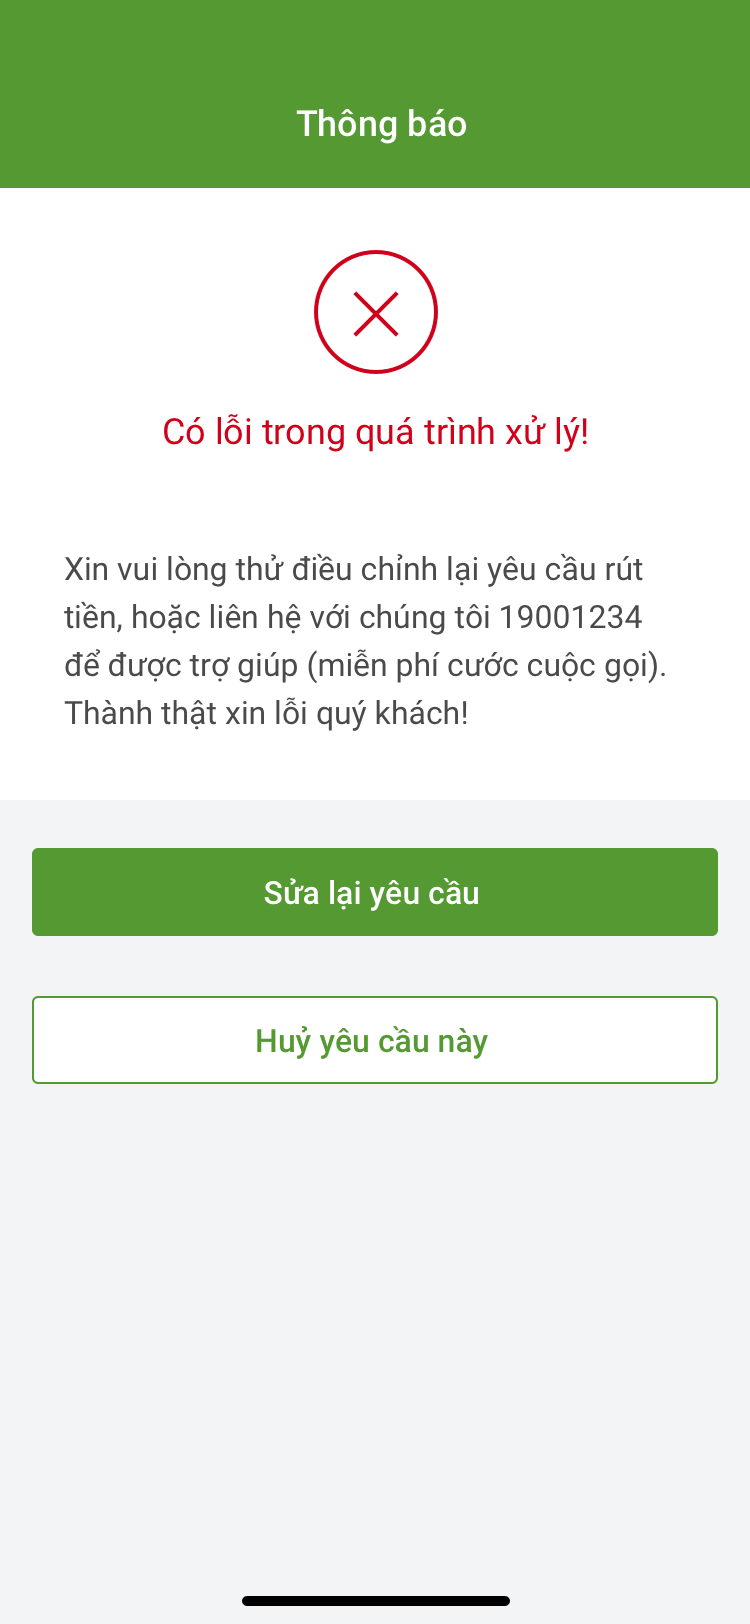 Thông báo
Có lỗi trong quá trình xử lý!
Xin vui lòng thử điều chỉnh lại yêu cầu rút
tiền, hoặc liên hệ với chúng tôi 19001234
để được trợ giúp (miễn phí cước cuộc gọi).
Thành thật xin lỗi quý khách!
Sửa lại yêu cầu
Huỷ yêu cầu này